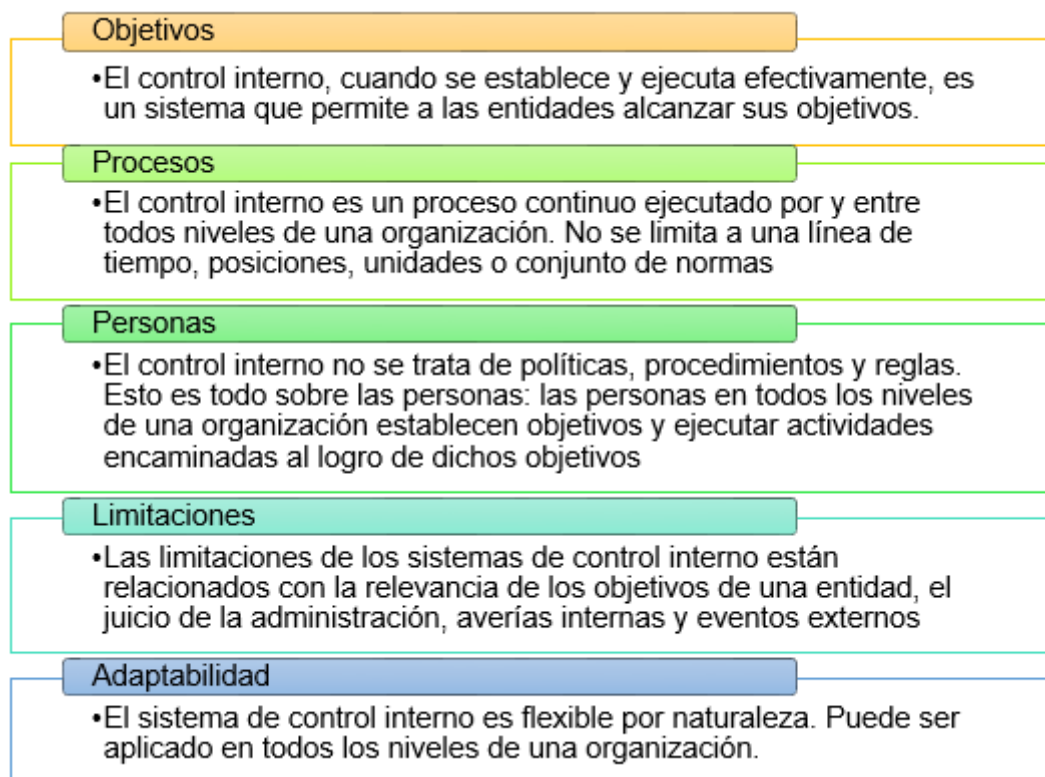 Objetivos
•El control interno, cuando se establece y ejecuta efectivamente, es
un sistema que permite a las entidades alcanzar sus objetivos.
Procesos
•El control interno es un proceso continuo ejecutado por y entre
todos niveles de una organización. No se limita a una línea de
tiempo, posiciones, unidades o conjunto de normas
Personas
•El control interno no se trata de políticas, procedimientos y reglas.
Esto es todo sobre las personas: las personas en todos los niveles
de una organización establecen objetivos y ejecutar actividades
encaminadas al logro de dichos objetivos
Limitaciones
•Las limitaciones de los sistemas de control interno están
relacionados con la relevancia de los objetivos de una entidad, el
juicio de la administración, averías internas y eventos externos
Adaptabilidad
•El sistema de control interno es flexible por naturaleza. Puede ser
aplicado en todos los niveles de una organización.